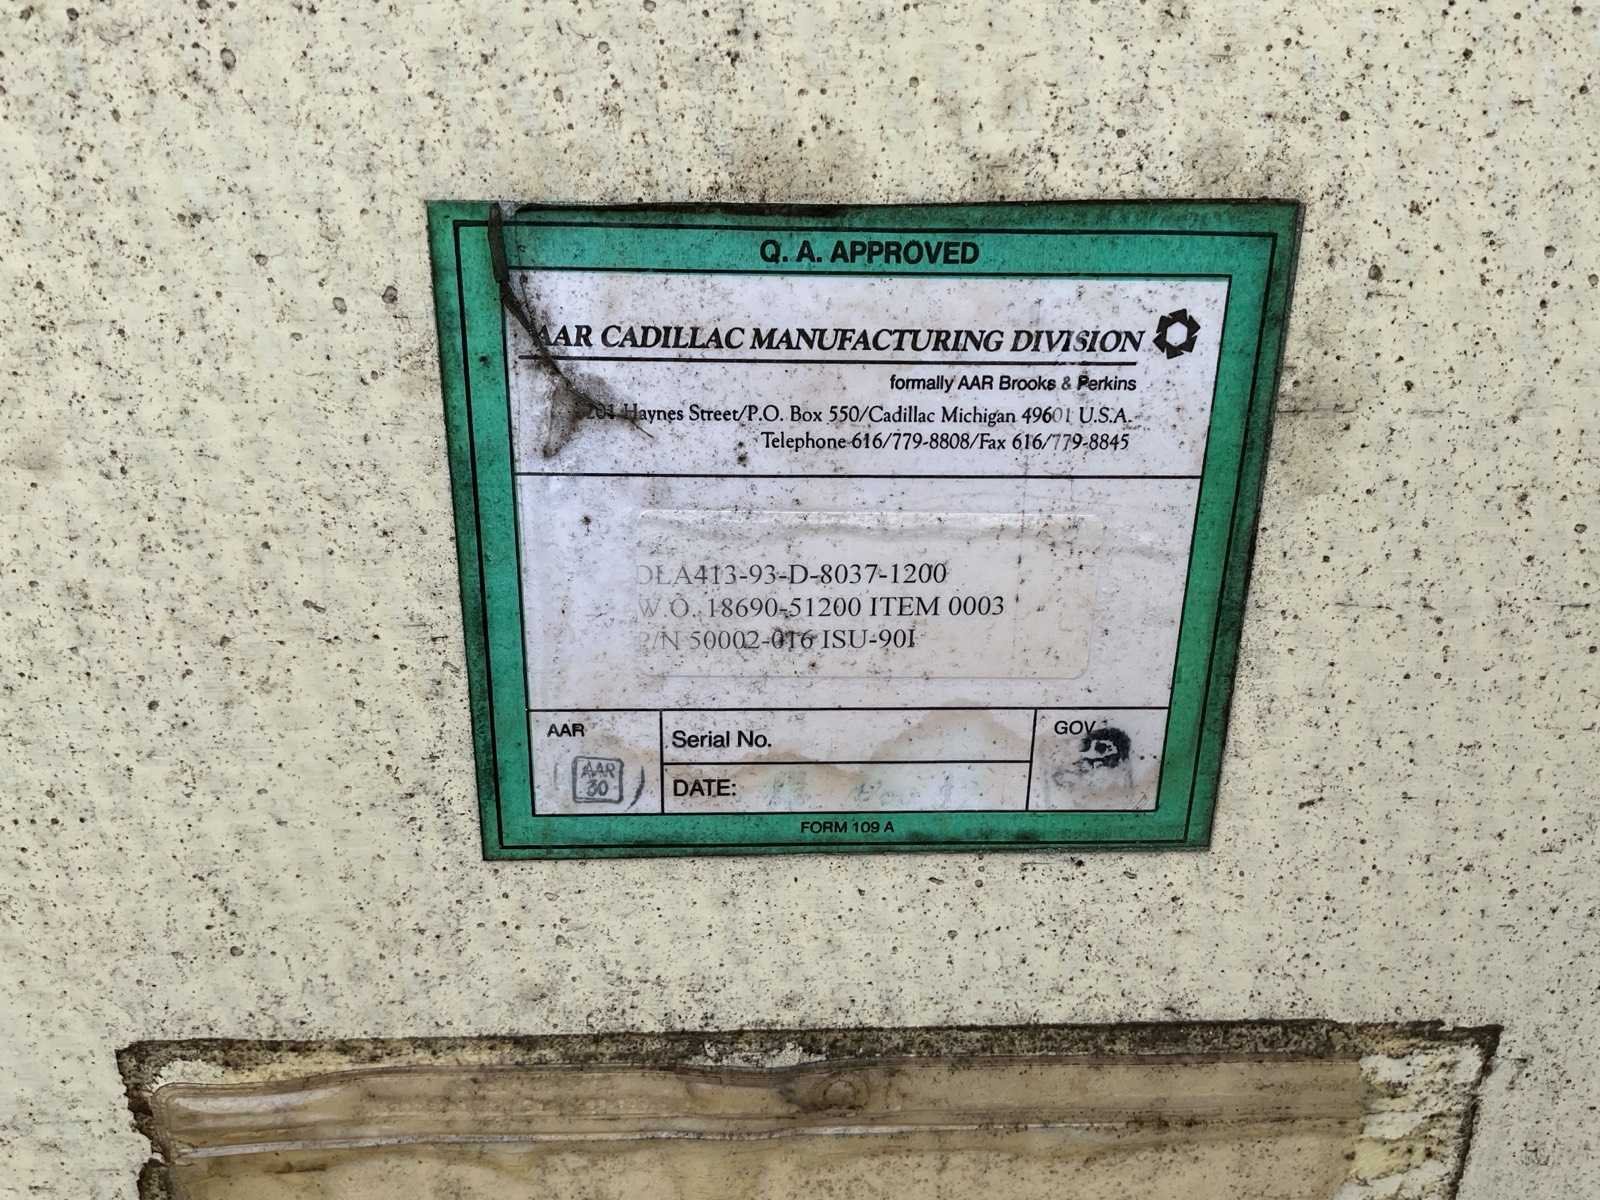 Q. A. APPROVED
AAR CADILLAC MANUFACTURING DIVISION
formally AAR Brooks & Perkins
201 Haynes Street/P.O. Box 550/Cadillac Michigan 49601 U.S.A.
Telephone 616/779-8808/Fax 616/779-8845
DLA413-93-D-8037-1200
W.O. 18690-51200 ITEM 0003
P/N 50002-016 ISU-90I
AAR
Serial No.
GOV.
AAR
30
DATE:
FORM 109 A